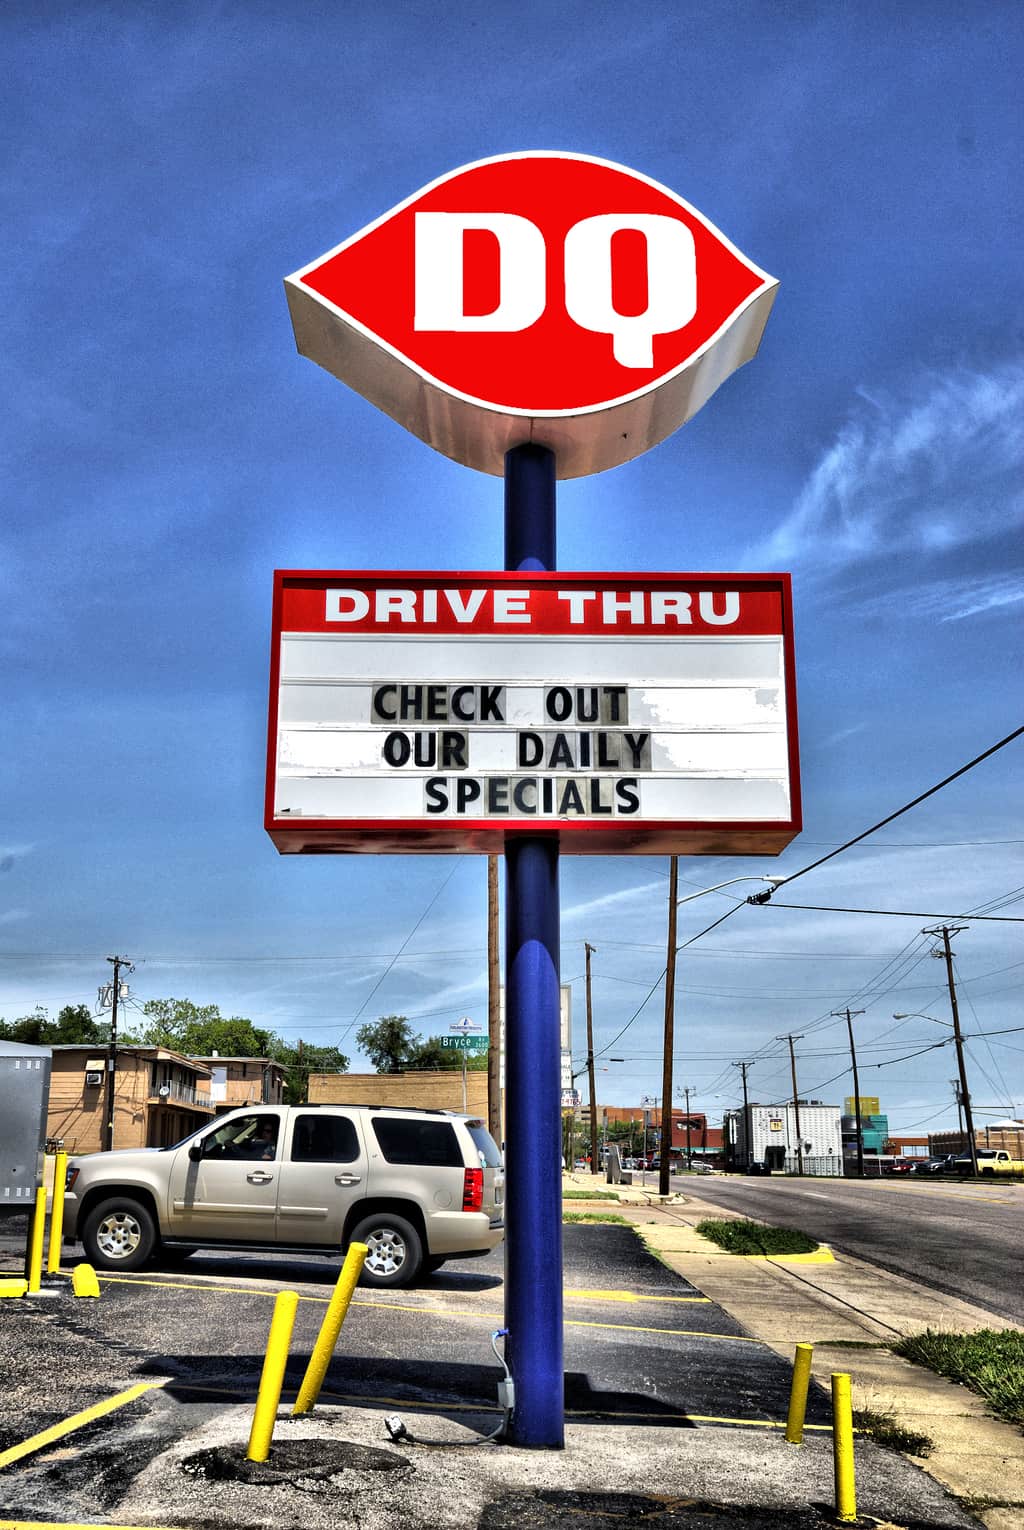 DQ
DRIVE THRU
CHECK OUT
OUR DAILY
SPECIALS
Bryce